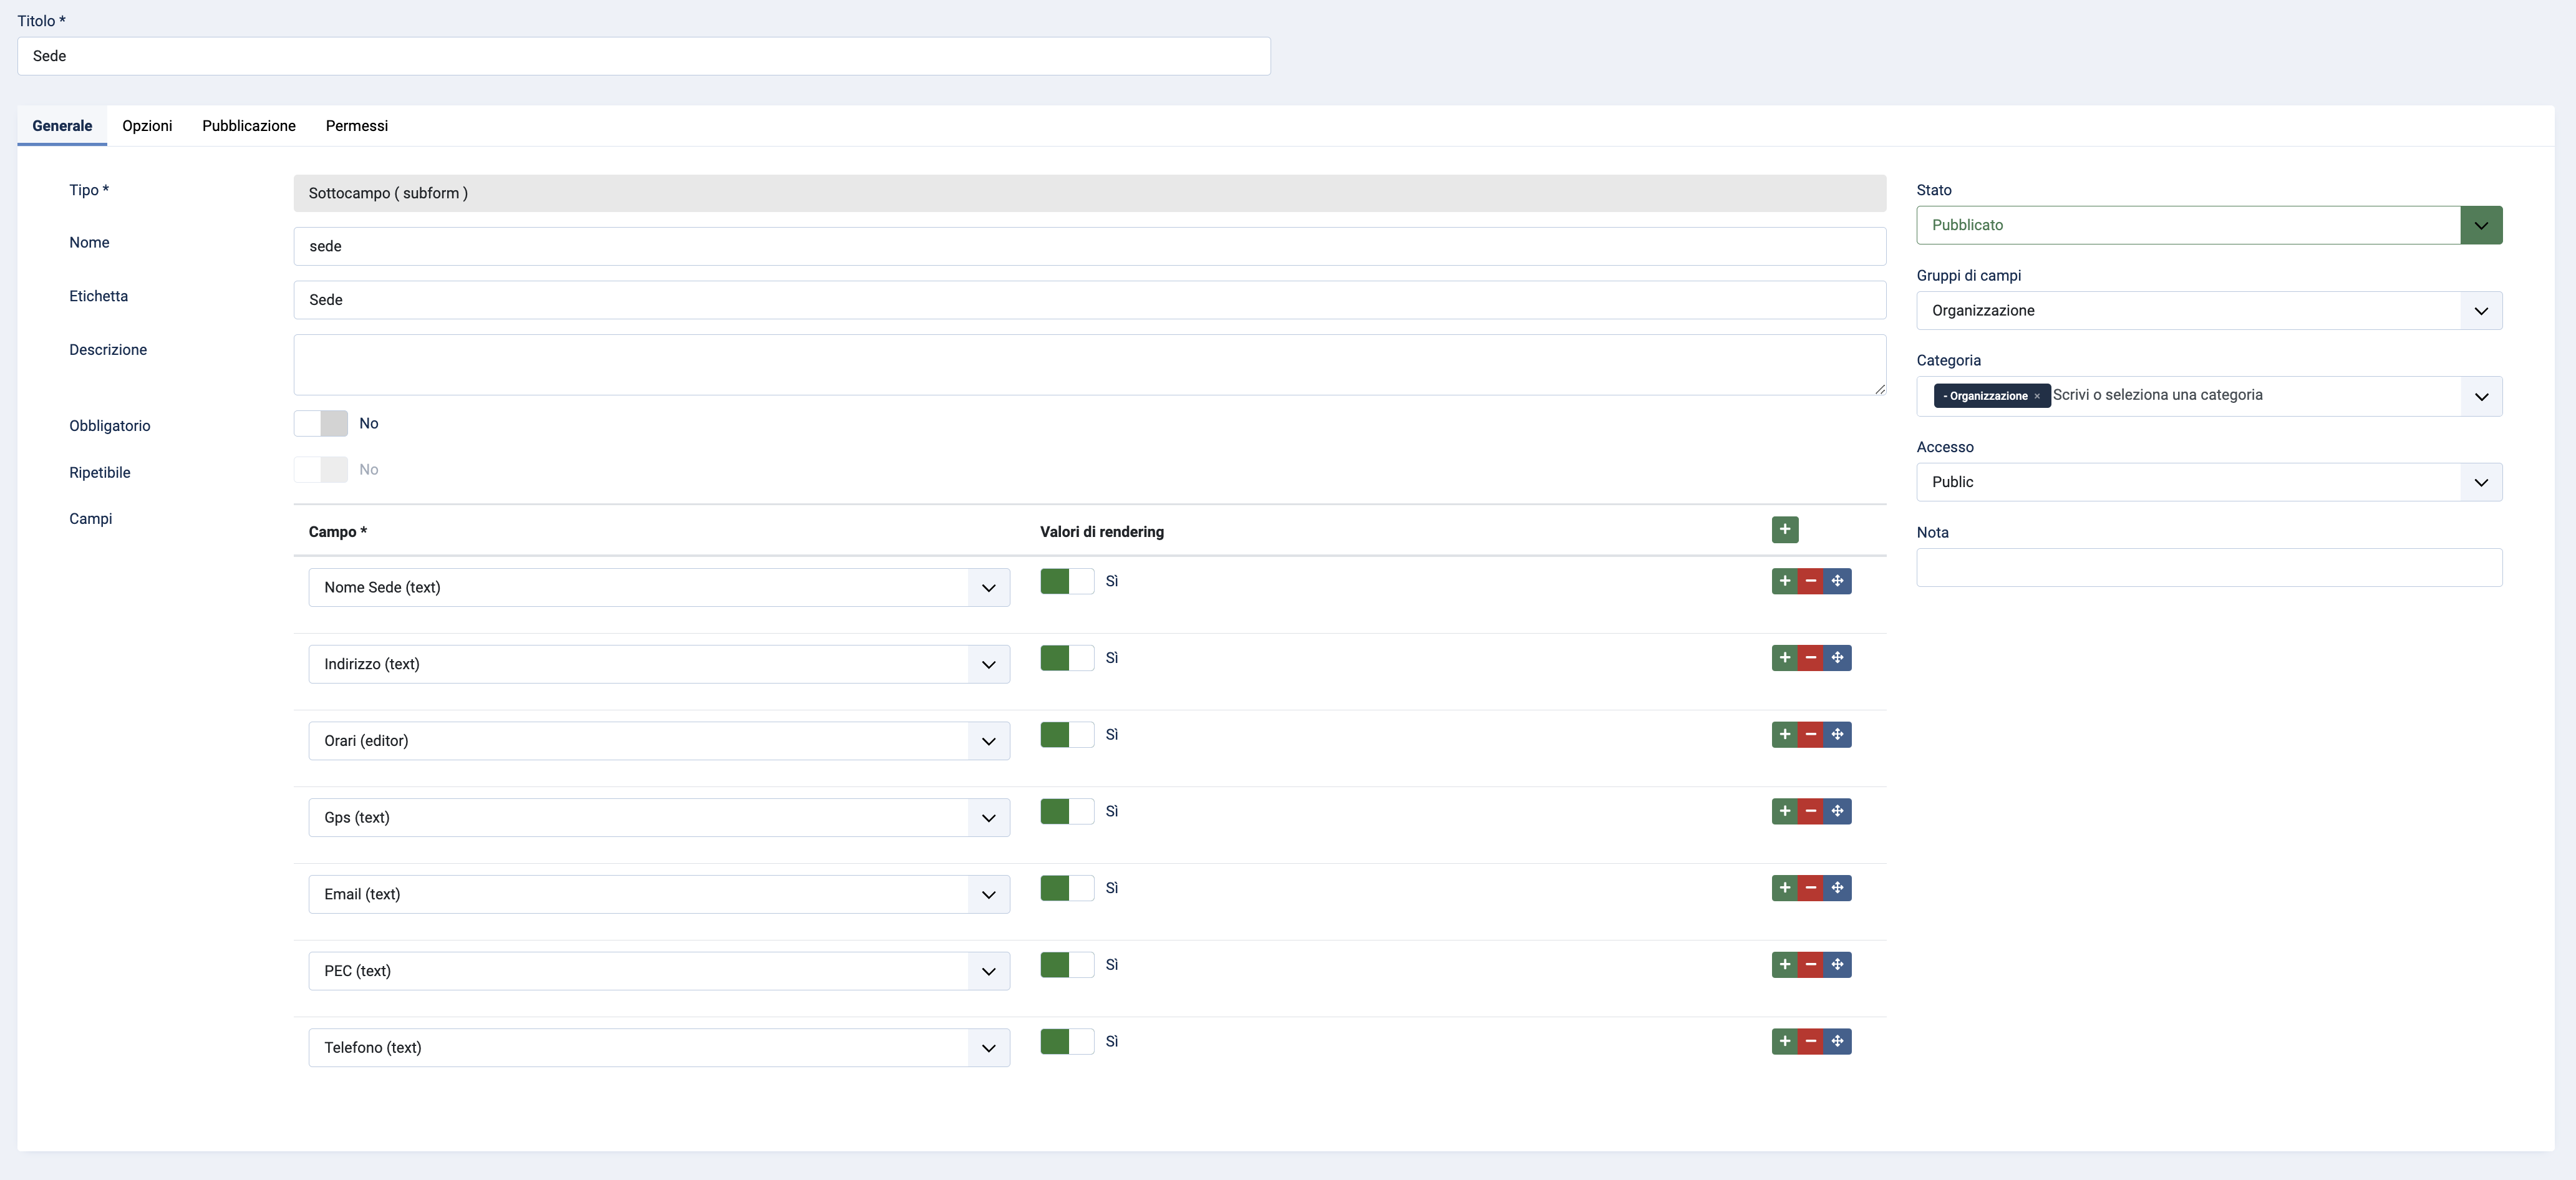 Titolo *
Sede
Generale Opzioni Pubblicazione Permessi
Tipo * Sottocampo ( subform )
Nome sede
Etichetta Sede
Descrizione
Obbligatorio No
Ripetibile No
Campi
Campo * Valori di rendering
Nome Sede (text) Sì
Indirizzo (text) Sì
Orari (editor) Sì
Gps (text) Sì
Email (text) Sì
PEC (text) Sì
Telefono (text) Sì
Stato
Pubblicato
Gruppi di campi
Organizzazione
Categoria
- Organizzazione × Scrivi o seleziona una categoria
Accesso
Public
Nota